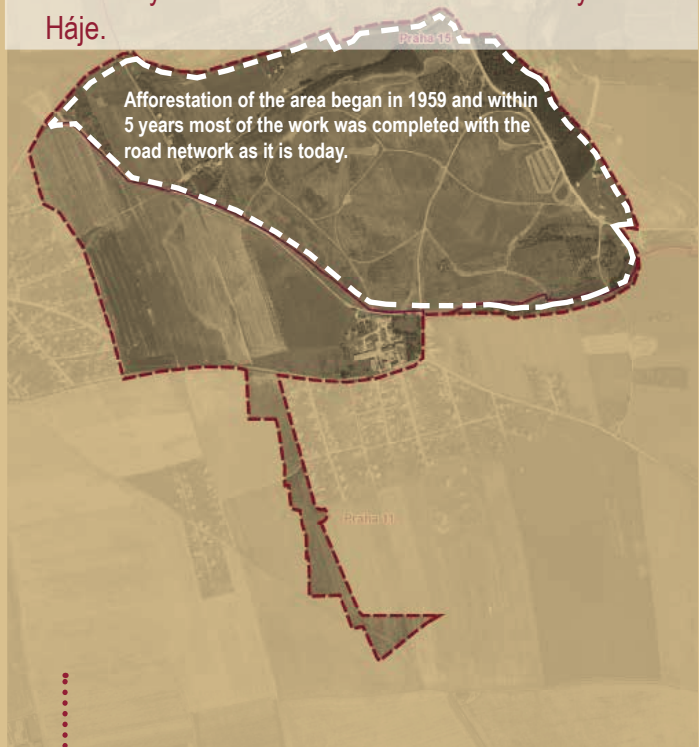 Háje.
Praha 15
Afforestation of the area began in 1959 and within
5 years most of the work was completed with the
road network as it is today.
Praha 11